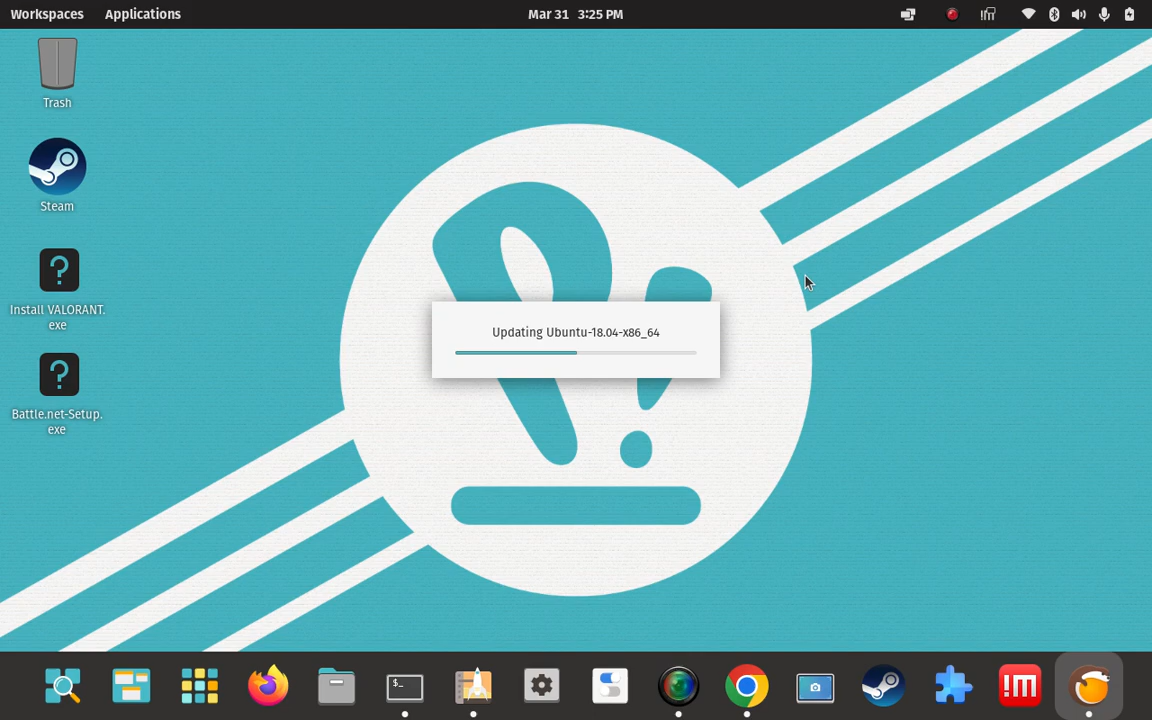 Workspaces Applications Mar 31 3:25 PM !m
Trash
Steam
Install VALORANT.
exe
Battle.net-Setup.
exe
Updating Ubuntu-18.04-x86_64
$_
!M